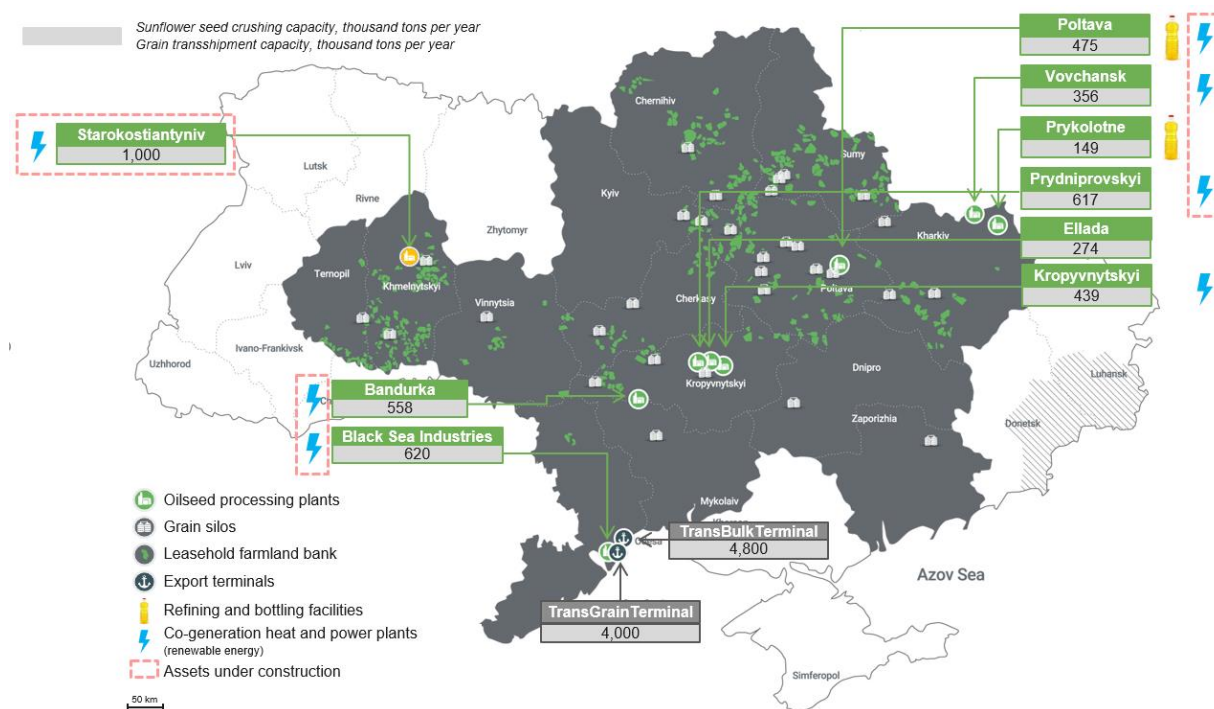 Sunflower seed crushing capacity, thousand tons per year
Grain transshipment capacity, thousand tons per year
Poltava
475
Vovchansk
356
Prykolotne
149
Prydniprovskyi
617
Ellada
274
Kropyvnytskyi
439
Starokostiantyniv
1,000
Chernihiv
Sumy
Lutsk
Rivne
Kyiv
Zhytomyr
Kharkiv
Lviv
Ternopil
Khmelnytskyi
Vinnytsia
Cherkasy
Poltava
Ivano-Frankivsk
Uzhhorod
Kropyvnytskyi
Dnipro
Luhansk
Donetsk
Zaporizhia
Bandurka
558
Black Sea Industries
620
Mykolaiv
Oilseed processing plants
Grain silos
Leasehold farmland bank
Export terminals
Refining and bottling facilities
Co-generation heat and power plants
(renewable energy)
Assets under construction
50 km
TransBulkTerminal
4,800
TransGrainTerminal
4,000
Azov Sea
Simferopol